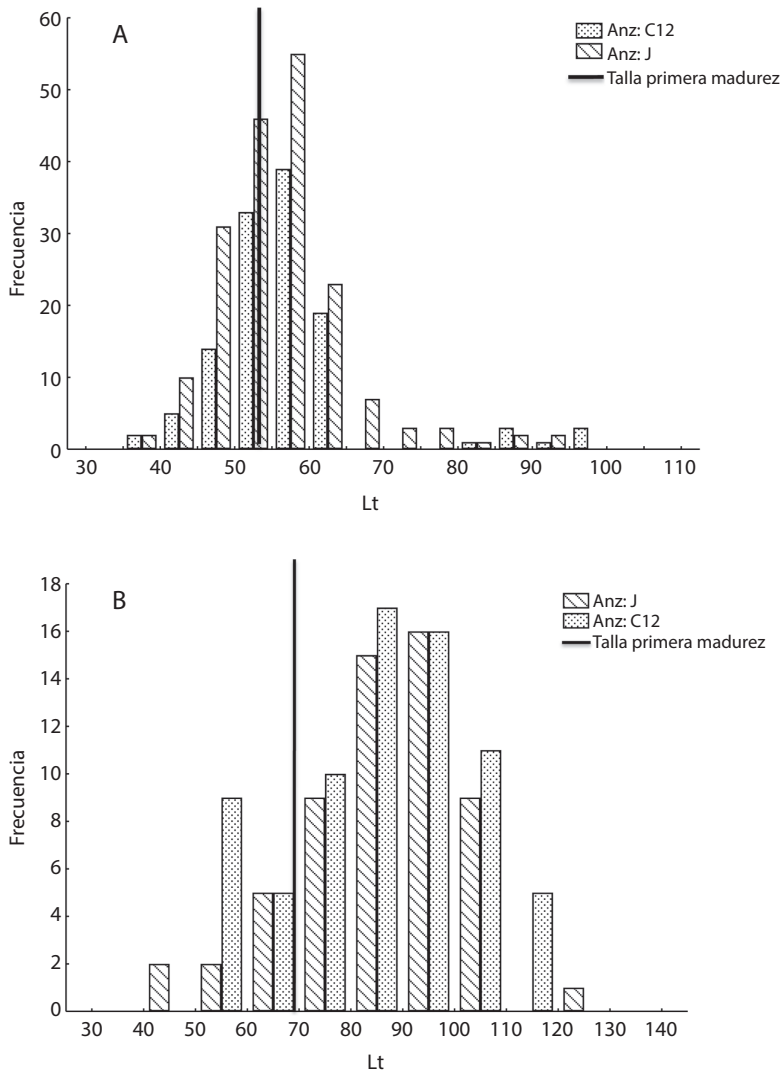 A
Anz: C12
Anz: J
Talla primera madurez
60
50
40
30
20
10
0
Frecuencia
30 40 50 60 70 80 90 100 110
Lt
B
Anz: J
Anz: C12
Talla primera madurez
18
16
14
12
10
8
6
4
2
0
Frecuencia
30 40 50 60 70 80 90 100 110 120 130 140
Lt